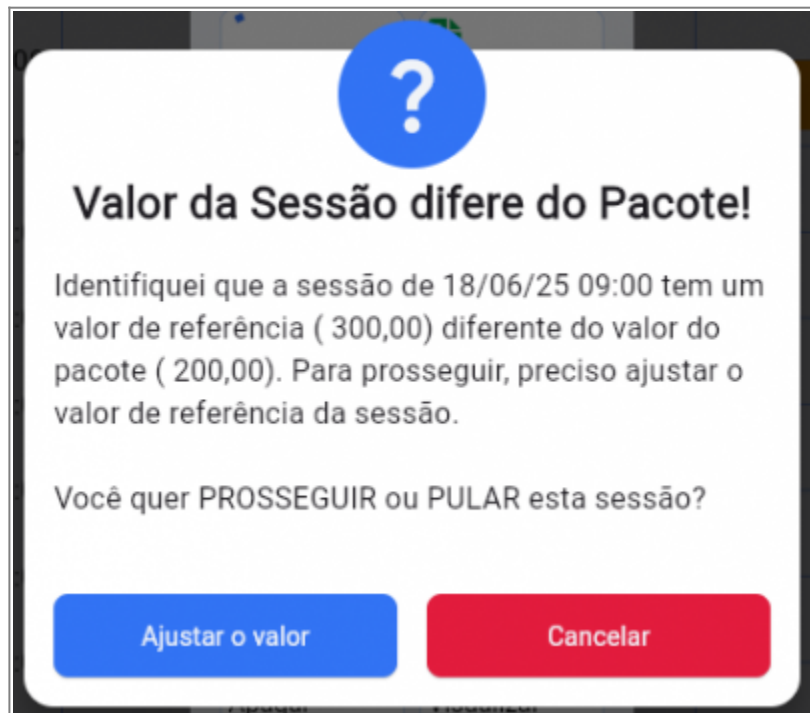 ?
Valor da Sessão difere do Pacote!
Identifiquei que a sessão de 18/06/25 09:00 tem um
valor de referência ( 300,00) diferente do valor do
pacote ( 200,00). Para prosseguir, preciso ajustar o
valor de referência da sessão.
Você quer PROSSEGUIR ou PULAR esta sessão?
Ajustar o valor
Cancelar